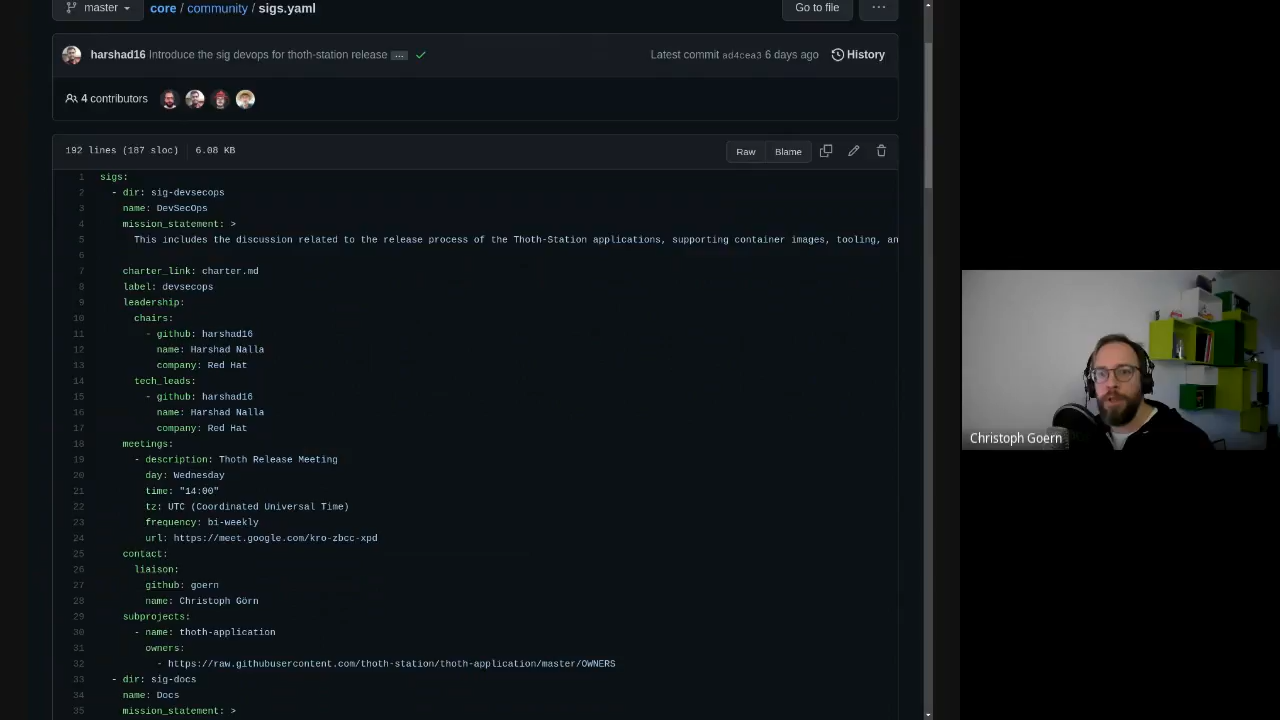 master
core / community / sigs.yaml
Go to file
harshad16 Introduce the sig devops for thoth-station release
Latest commit ad4cea3 6 days ago
History
4 contributors
192 lines (187 sloc)
6.08 KB
Raw
Blame
1 sigs:
2 - dir: sig-devsecops
3 name: DevSecOps
4 mission_statement: >
5 This includes the discussion related to the release process of the Thoth-Station applications, supporting container images, tooling, an
6
7 charter_link: charter.md
8 label: devsecops
9 leadership:
10 chairs:
11 - github: harshad16
12 name: Harshad Nalla
13 company: Red Hat
14 tech_leads:
15 - github: harshad16
16 name: Harshad Nalla
17 company: Red Hat
18 meetings:
19 - description: Thoth Release Meeting
20 day: Wednesday
21 time: "14:00"
22 tz: UTC (Coordinated Universal Time)
23 frequency: bi-weekly
24 url: https://meet.google.com/kro-zbcc-xpd
25 contact:
26 liaison:
27 github: goern
28 name: Christoph Görn
29 subprojects:
30 - name: thoth-application
31 owners:
32 - https://raw.githubusercontent.com/thoth-station/thoth-application/master/OWNERS
33 - dir: sig-docs
34 name: Docs
35 mission_statement: >
Christoph Goern